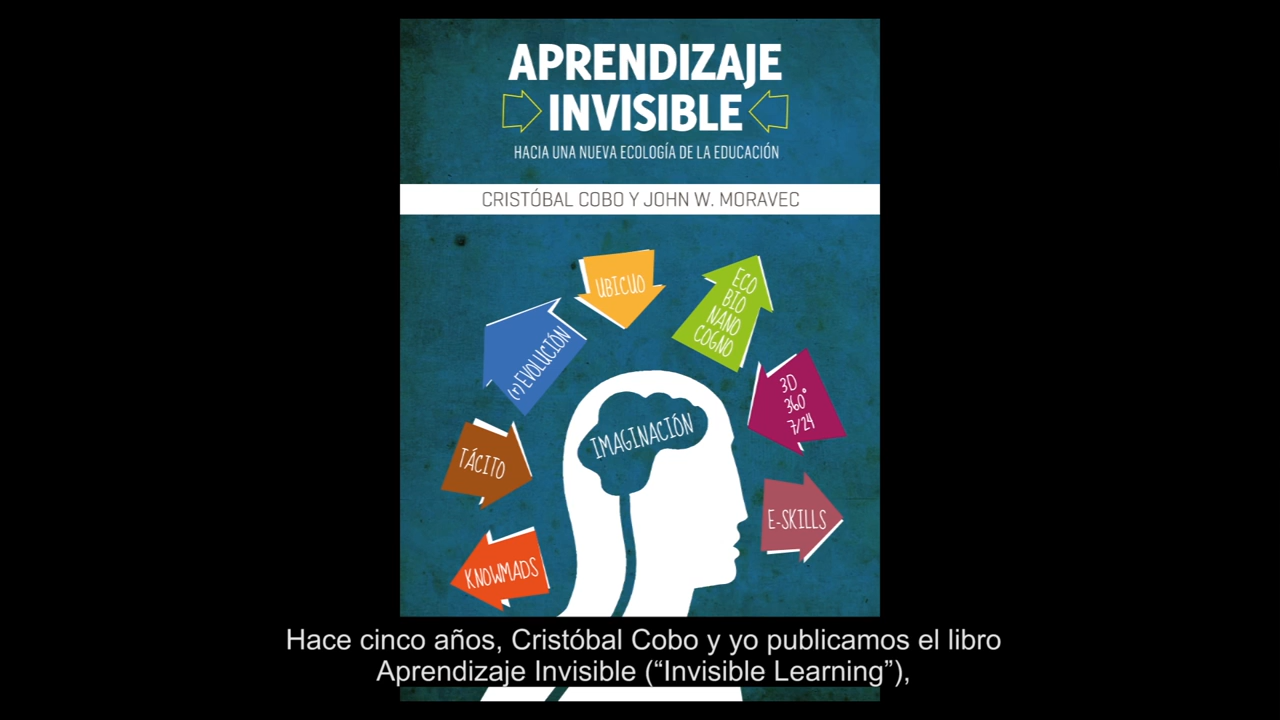 APRENDIZAJE
INVISIBLE
HACIA UNA NUEVA ECOLOGÍA DE LA EDUCACIÓN
CRISTÓBAL COBO Y JOHN W. MORAVEC
UBICUO
ECO
BIO
NANO
COGNO
(r)EVOLUCIÓN
3D
360°
7/24
IMAGINACIÓN
TÁCITO
E-SKILLS
KNOWMADS
Hace cinco años, Cristóbal Cobo y yo publicamos el libro
Aprendizaje Invisible (“Invisible Learning”),